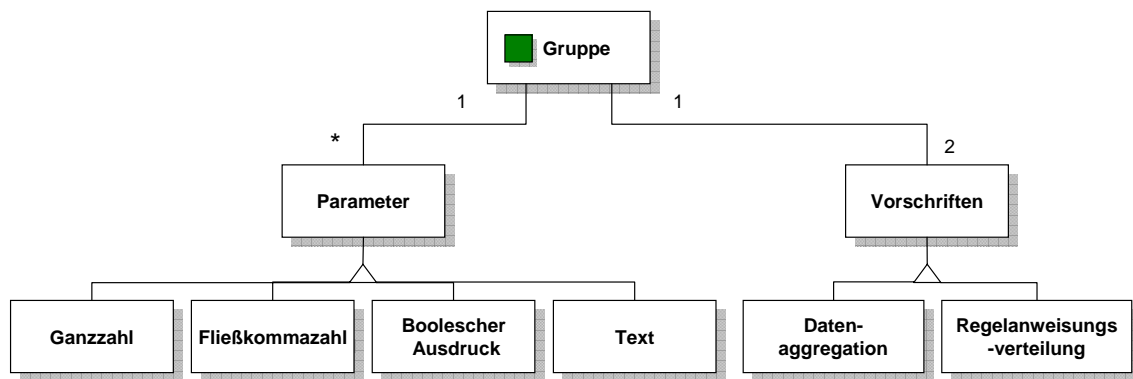 Gruppe
1
1
*
2
Parameter
Vorschriften
Ganzzahl
Fließkommazahl
Boolescher
Ausdruck
Text
Daten-
aggregation
Regelanweisungs
-verteilung